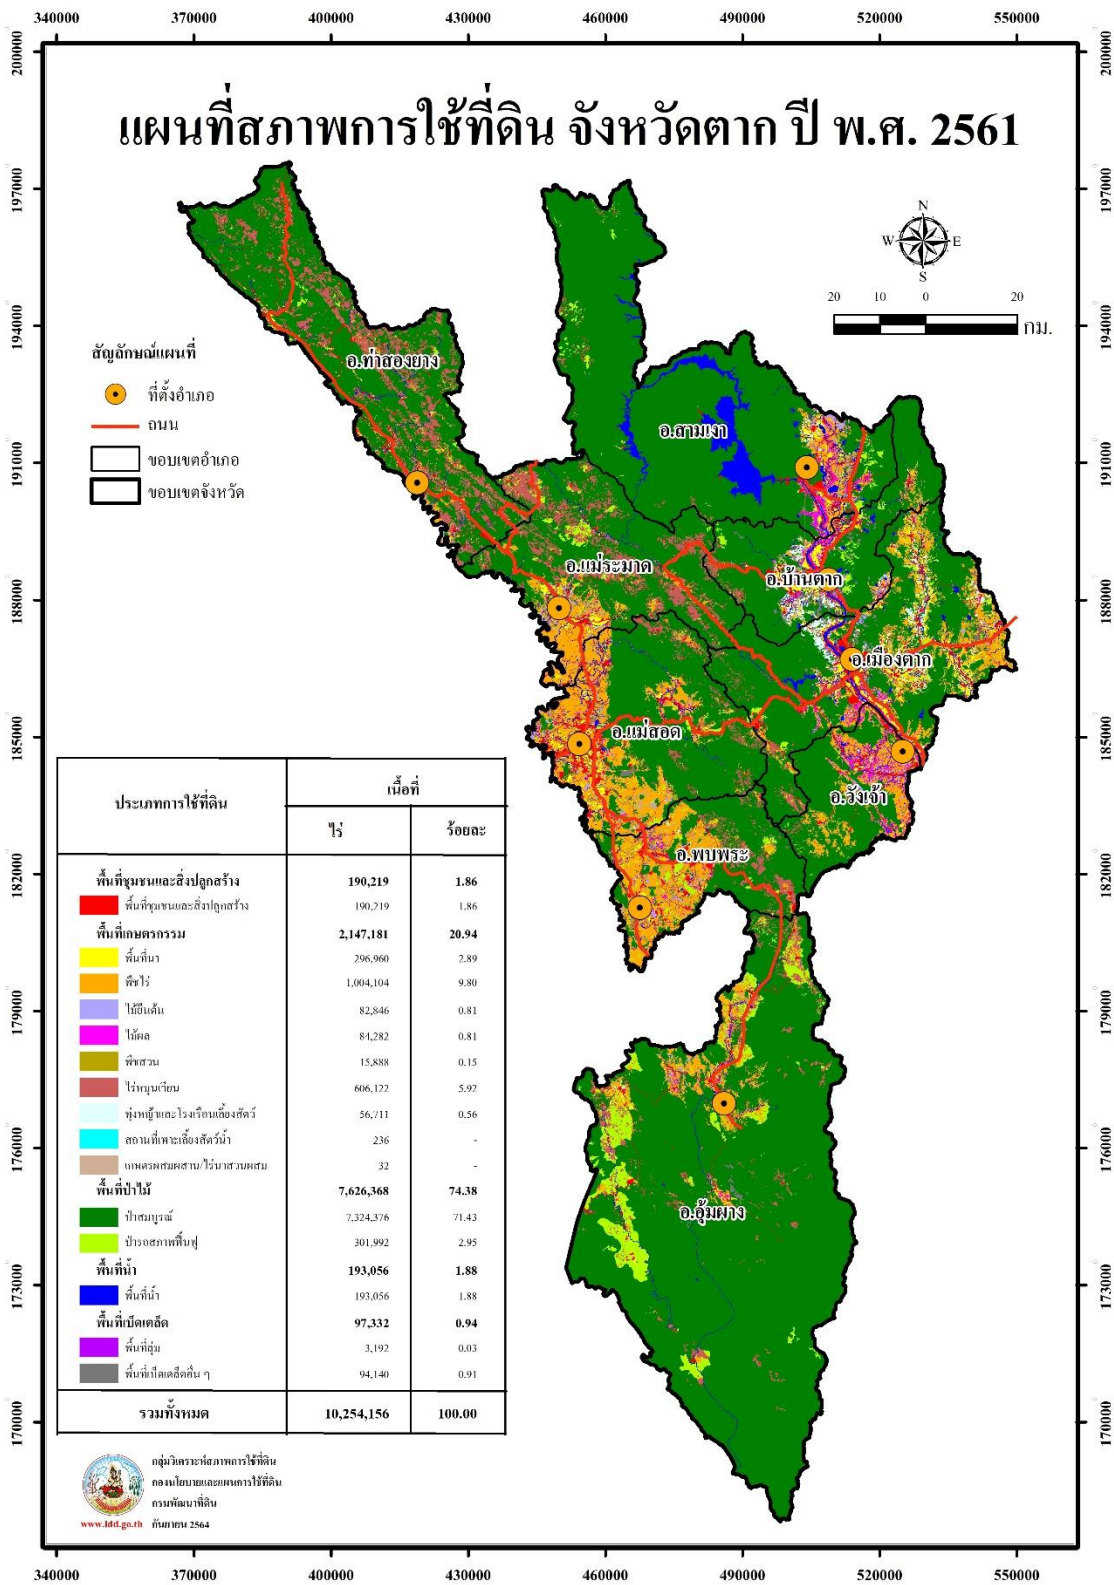 340000 370000 400000 430000 460000 490000 520000 550000
200000 200000
แผนที่สภาพการใช้ที่ดิน จังหวัดตาก ปี พ.ศ. 2561
197000 197000
N
W E
S
20 10 0 20
กม.
194000 194000
สัญลักษณ์แผนที่
ที่ตั้งอำเภอ
ถนน
ขอบเขตอำเภอ
ขอบเขตจังหวัด
191000 191000
อ.ท่าสองยาง
อ.สามเงา
อ.แม่ระมาด
อ.บ้านตาก
188000 188000
อ.เมืองตาก
อ.แม่สอด
185000 185000
อ.วังเจ้า
อ.พบพระ
182000 182000
179000 179000
176000 176000
อ.อุ้มผาง
173000 173000
170000 170000
ประเภทการใช้ที่ดิน เนื้อที่
ไร่ ร้อยละ
พื้นที่ชุมชนและสิ่งปลูกสร้าง 190,219 1.86
พื้นที่ชุมชนและสิ่งปลูกสร้าง 190,219 1.86
พื้นที่เกษตรกรรม 2,147,181 20.94
พื้นที่นา 296,960 2.89
พืชไร่ 1,004,104 9.80
ไม้ยืนต้น 82,846 0.81
ไม้ผล 84,282 0.81
พืชสวน 15,888 0.15
ไร่หมุนเวียน 606,122 5.92
ทุ่งหญ้าและโรงเรือนเลี้ยงสัตว์ 56,711 0.56
สถานที่เพาะเลี้ยงสัตว์น้ำ 236 -
เกษตรผสมผสาน/ไร่นาสวนผสม 32 -
พื้นที่ป่าไม้ 7,626,368 74.38
ป่าสมบูรณ์ 7,324,376 71.43
ป่ารอสภาพฟื้นฟู 301,992 2.95
พื้นที่น้ำ 193,056 1.88
พื้นที่น้ำ 193,056 1.88
พื้นที่เบ็ดเตล็ด 97,332 0.94
พื้นที่ลุ่ม 3,192 0.03
พื้นที่เบ็ดเตล็ดอื่น ๆ 94,140 0.91
รวมทั้งหมด 10,254,156 100.00
กลุ่มวิเคราะห์สภาพการใช้ที่ดิน
กองนโยบายและแผนการใช้ที่ดิน
กรมพัฒนาที่ดิน
www.ldd.go.th กันยายน 2564
340000 370000 400000 430000 460000 490000 520000 550000